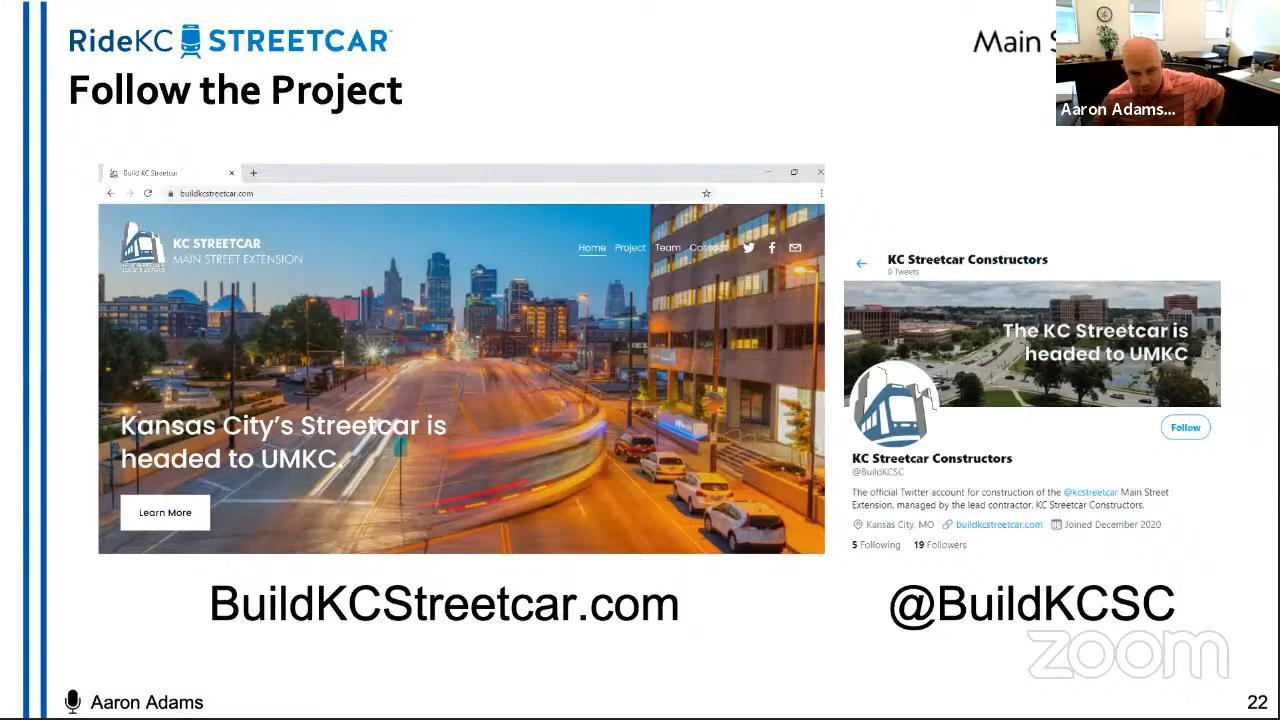 RideKC STREETCAR
Main S
Follow the Project
Aaron Adams...
Build KC Streetcar
buildkcstreetcar.com
KC STREETCAR
MAIN STREET EXTENSION
Home Project Team Contact
Kansas City's Streetcar is
headed to UMKC.
Learn More
KC Streetcar Constructors
0 Tweets
The KC Streetcar is
headed to UMKC
Follow
KC Streetcar Constructors
@BuildKCSC
The official Twitter account for construction of the @kcstreetcar Main Street
Extension, managed by the lead contractor, KC Streetcar Constructors.
Kansas City, MO buildkcstreetcar.com Joined December 2020
5 Following 19 Followers
BuildKCStreetcar.com
@BuildKCSC
zoom
Aaron Adams
22